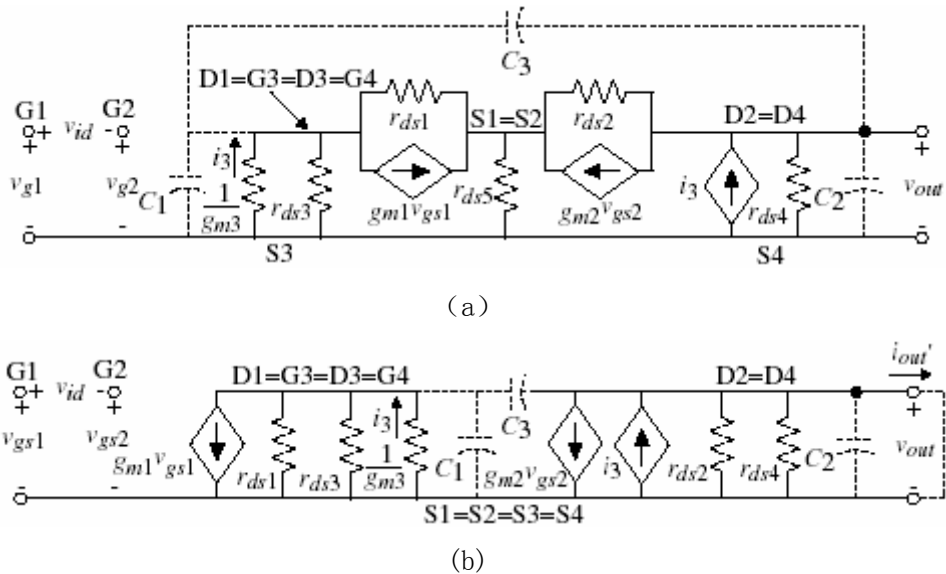 C3
D1=G3=D3=G4
G1 G2 rds1 S1=S2 rds2 D2=D4
+ vid - i3
+ + +
vg1 vg2 C1 1/gm3 rds3 gm1vgs1 rds5 gm2vgs2 i3 rds4 C2 vout
- - -
S3 S4
(a)
iout'
G1 G2 D1=G3=D3=G4 D2=D4
+ vid - i3 C3
+ + +
vgs1 vgs2 gm1vgs1 rds1 rds3 1/gm3 C1 gm2vgs2 i3 rds2 rds4 C2 vout
- - -
S1=S2=S3=S4
(b)